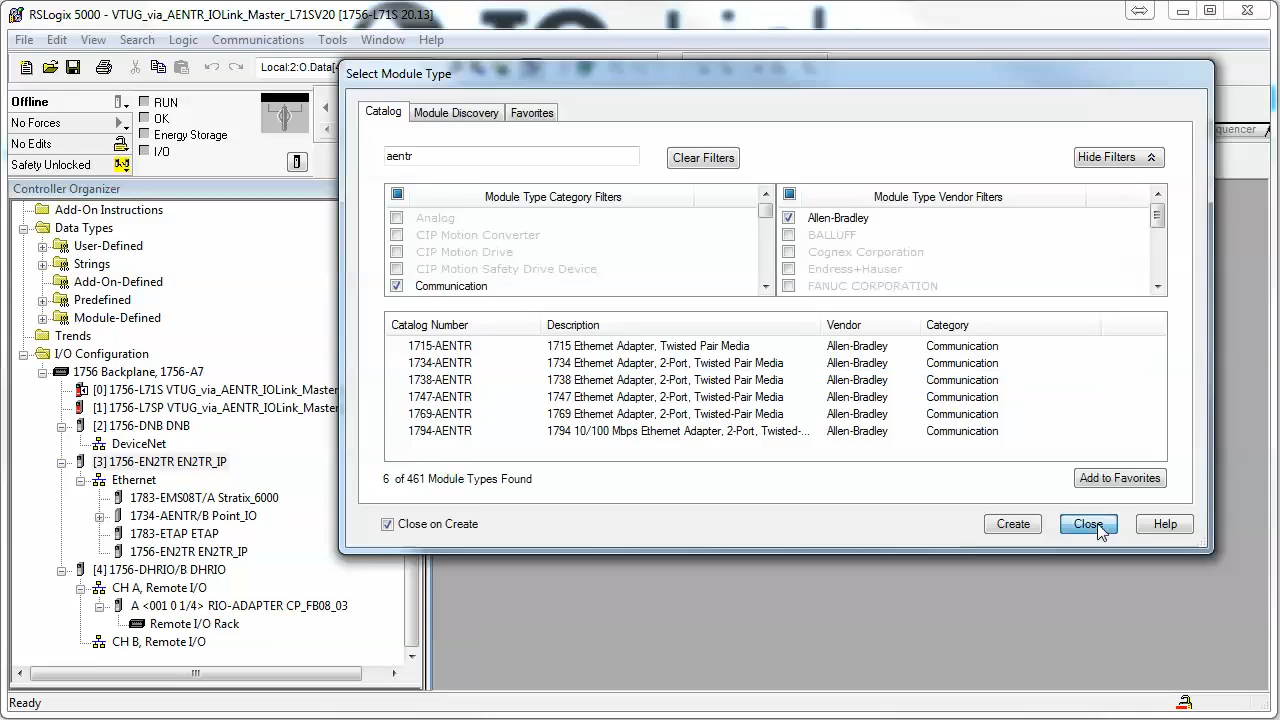 RSLogix 5000 - VTUG_via_AENTR_IOLink_Master_L71SV20 [1756-L71S 20.13]
File Edit View Search Logic Communications Tools Window Help
Local:2:O.Data[
Offline
RUN
No Forces
OK
No Edits
Energy Storage
Safety Unlocked
I/O
Controller Organizer
Add-On Instructions
Data Types
User-Defined
Strings
Add-On-Defined
Predefined
Module-Defined
Trends
I/O Configuration
1756 Backplane, 1756-A7
[0] 1756-L71S VTUG_via_AENTR_IOLink_Master
[1] 1756-L7SP VTUG_via_AENTR_IOLink_Master
[2] 1756-DNB DNB
DeviceNet
[3] 1756-EN2TR EN2TR_IP
Ethernet
1783-EMS08T/A Stratix_6000
1734-AENTR/B Point_IO
1783-ETAP ETAP
1756-EN2TR EN2TR_IP
[4] 1756-DHRIO/B DHRIO
CH A, Remote I/O
A <001 0 1/4> RIO-ADAPTER CP_FB08_03
Remote I/O Rack
CH B, Remote I/O
Select Module Type
Catalog Module Discovery Favorites
aentr
Clear Filters
Hide Filters
Module Type Category Filters
Analog
CIP Motion Converter
CIP Motion Drive
CIP Motion Safety Drive Device
Communication
Module Type Vendor Filters
Allen-Bradley
BALLUFF
Cognex Corporation
Endress+Hauser
FANUC CORPORATION
Catalog Number Description Vendor Category
1715-AENTR 1715 Ethernet Adapter, Twisted Pair Media Allen-Bradley Communication
1734-AENTR 1734 Ethernet Adapter, 2-Port, Twisted-Pair Media Allen-Bradley Communication
1738-AENTR 1738 Ethernet Adapter, 2-Port, Twisted-Pair Media Allen-Bradley Communication
1747-AENTR 1747 Ethernet Adapter, 2-Port, Twisted-Pair Media Allen-Bradley Communication
1769-AENTR 1769 Ethernet Adapter, 2-Port, Twisted-Pair Media Allen-Bradley Communication
1794-AENTR 1794 10/100 Mbps Ethernet Adapter, 2-Port, Twisted-... Allen-Bradley Communication
6 of 461 Module Types Found
Add to Favorites
Close on Create
Create Close Help
equencer
Ready